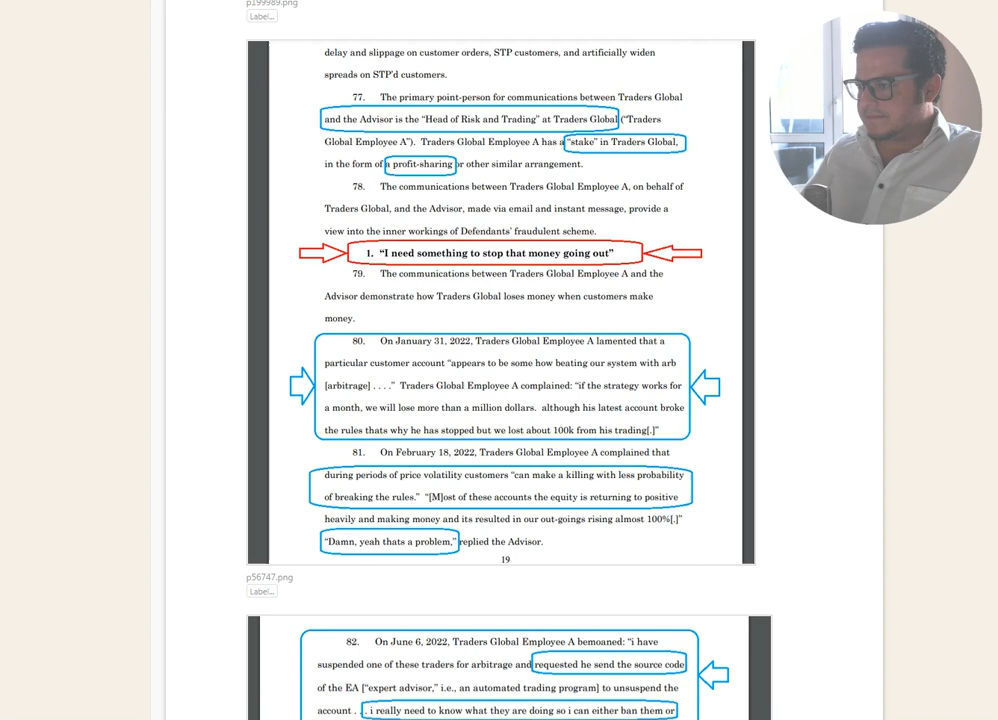 p199989.png
Label...
delay and slippage on customer orders, STP customers, and artificially widen
spreads on STP'd customers.
77. The primary point-person for communications between Traders Global
and the Advisor is the "Head of Risk and Trading" at Traders Global ("Traders
Global Employee A"). Traders Global Employee A has a "stake" in Traders Global,
in the form of a profit-sharing or other similar arrangement.
78. The communications between Traders Global Employee A, on behalf of
Traders Global, and the Advisor, made via email and instant message, provide a
view into the inner workings of Defendants' fraudulent scheme.
1. "I need something to stop that money going out"
79. The communications between Traders Global Employee A and the
Advisor demonstrate how Traders Global loses money when customers make
money.
80. On January 31, 2022, Traders Global Employee A lamented that a
particular customer account "appears to be some how beating our system with arb
[arbitrage] . . . ." Traders Global Employee A complained: "if the strategy works for
a month, we will lose more than a million dollars. although his latest account broke
the rules thats why he has stopped but we lost about 100k from his trading[.]"
81. On February 18, 2022, Traders Global Employee A complained that
during periods of price volatility customers "can make a killing with less probability
of breaking the rules." "[M]ost of these accounts the equity is returning to positive
heavily and making money and its resulted in our out-goings rising almost 100%[.]"
"Damn, yeah thats a problem," replied the Advisor.
19
p56747.png
Label...
82. On June 6, 2022, Traders Global Employee A bemoaned: "i have
suspended one of these traders for arbitrage and requested he send the source code
of the EA ["expert advisor," i.e., an automated trading program] to unsuspend the
account . . . i really need to know what they are doing so i can either ban them or